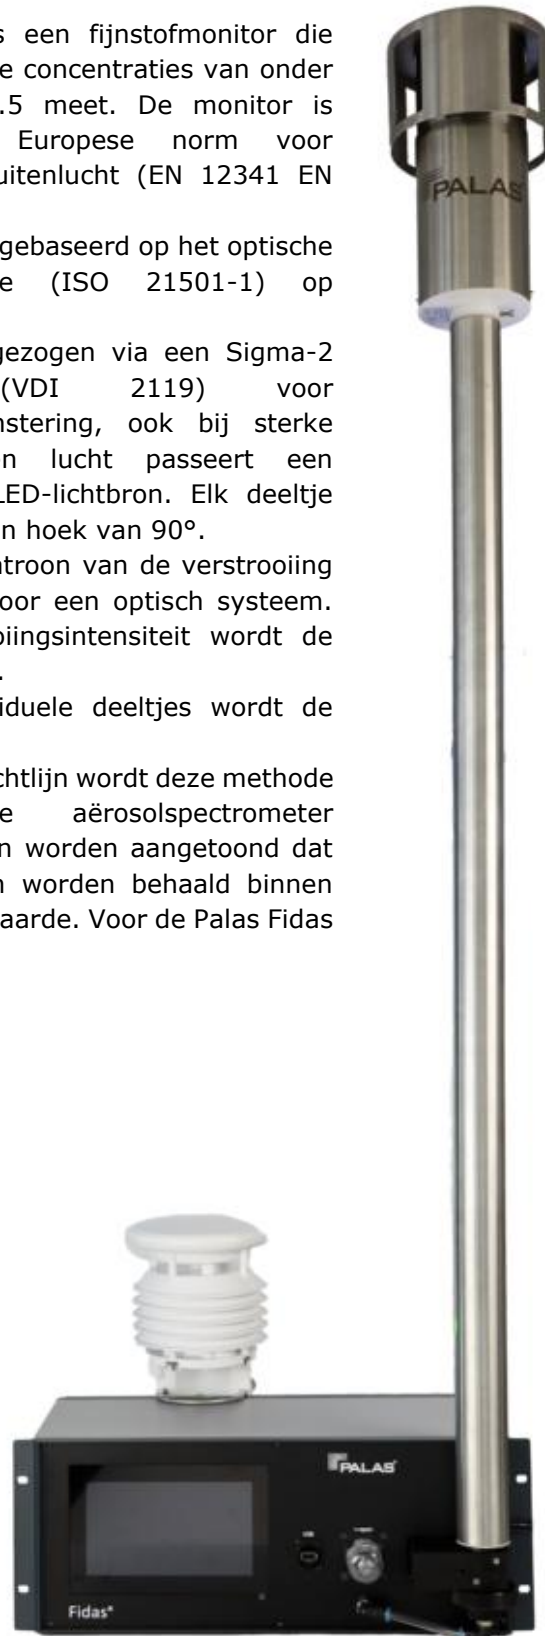 s een fijnstofmonitor die
e concentraties van onder
.5 meet. De monitor is
Europese norm voor
uitenlucht (EN 12341 EN
gebaseerd op het optische
e (ISO 21501-1) op
gezogen via een Sigma-2
(VDI 2119) voor
nstering, ook bij sterke
n lucht passeert een
LED-lichtbron. Elk deeltje
n hoek van 90°.
atroon van de verstrooiing
oor een optisch systeem.
oiingsintensiteit wordt de
.
iduele deeltjes wordt de
chtlijn wordt deze methode
e aërosolspectrometer
n worden aangetoond dat
n worden behaald binnen
aarde. Voor de Palas Fidas
PALAS
PALAS
Fidas®